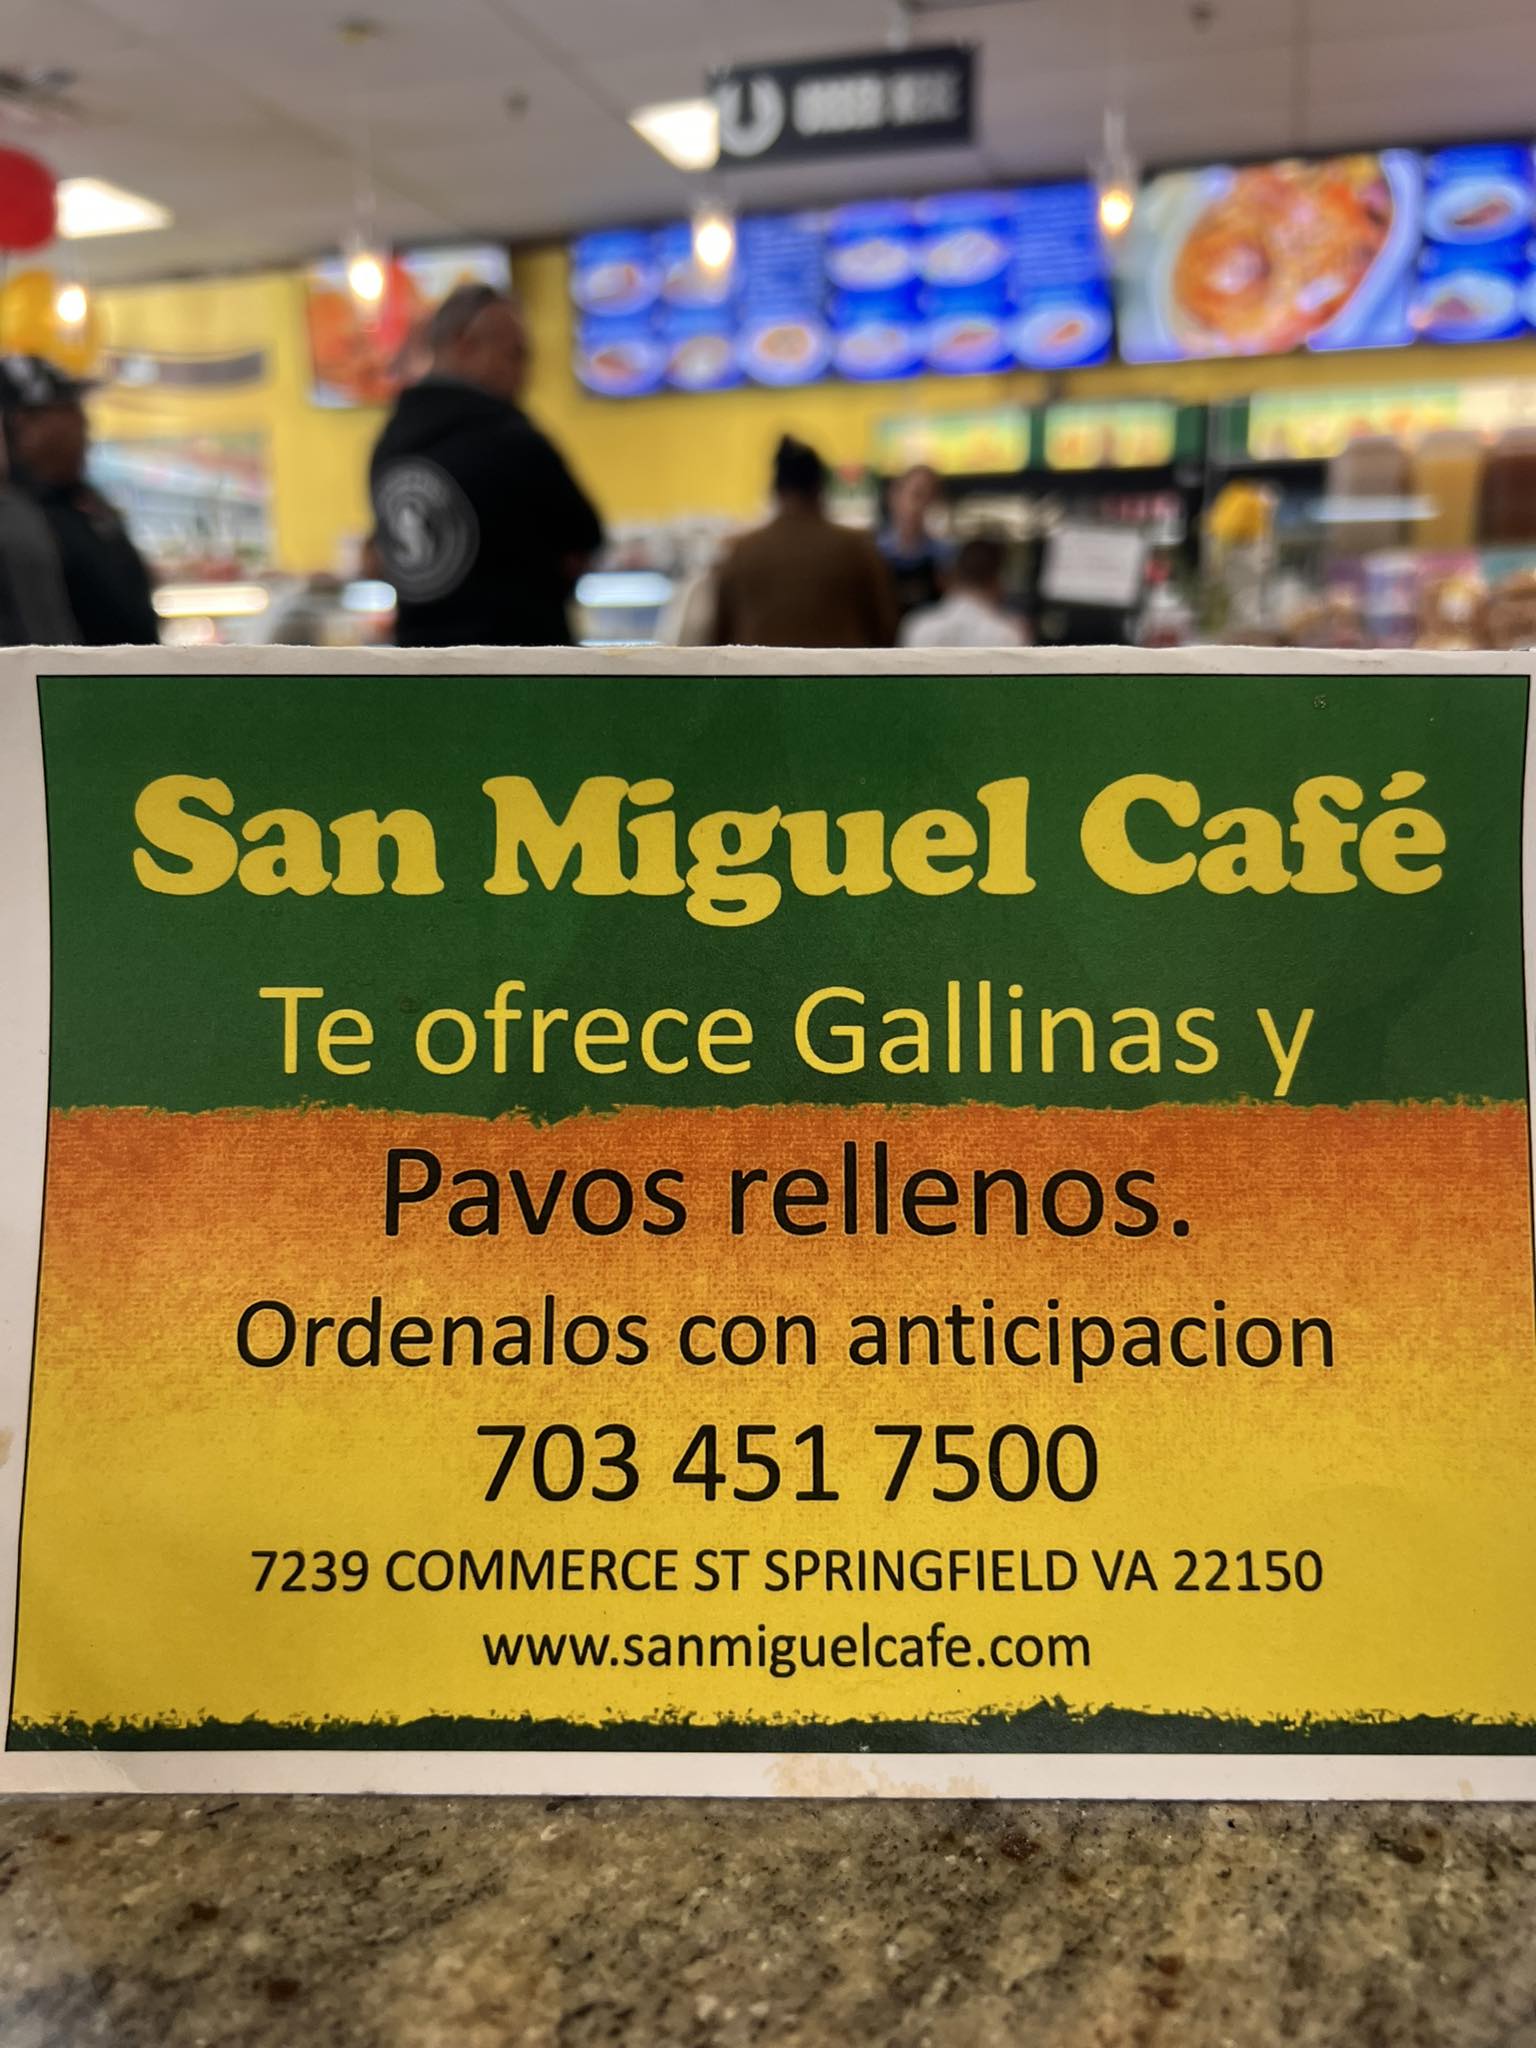 San Miguel Café
Te ofrece Gallinas y
Pavos rellenos.
Ordenalos con anticipacion
703 451 7500
7239 COMMERCE ST SPRINGFIELD VA 22150
www.sanmiguelcafe.com